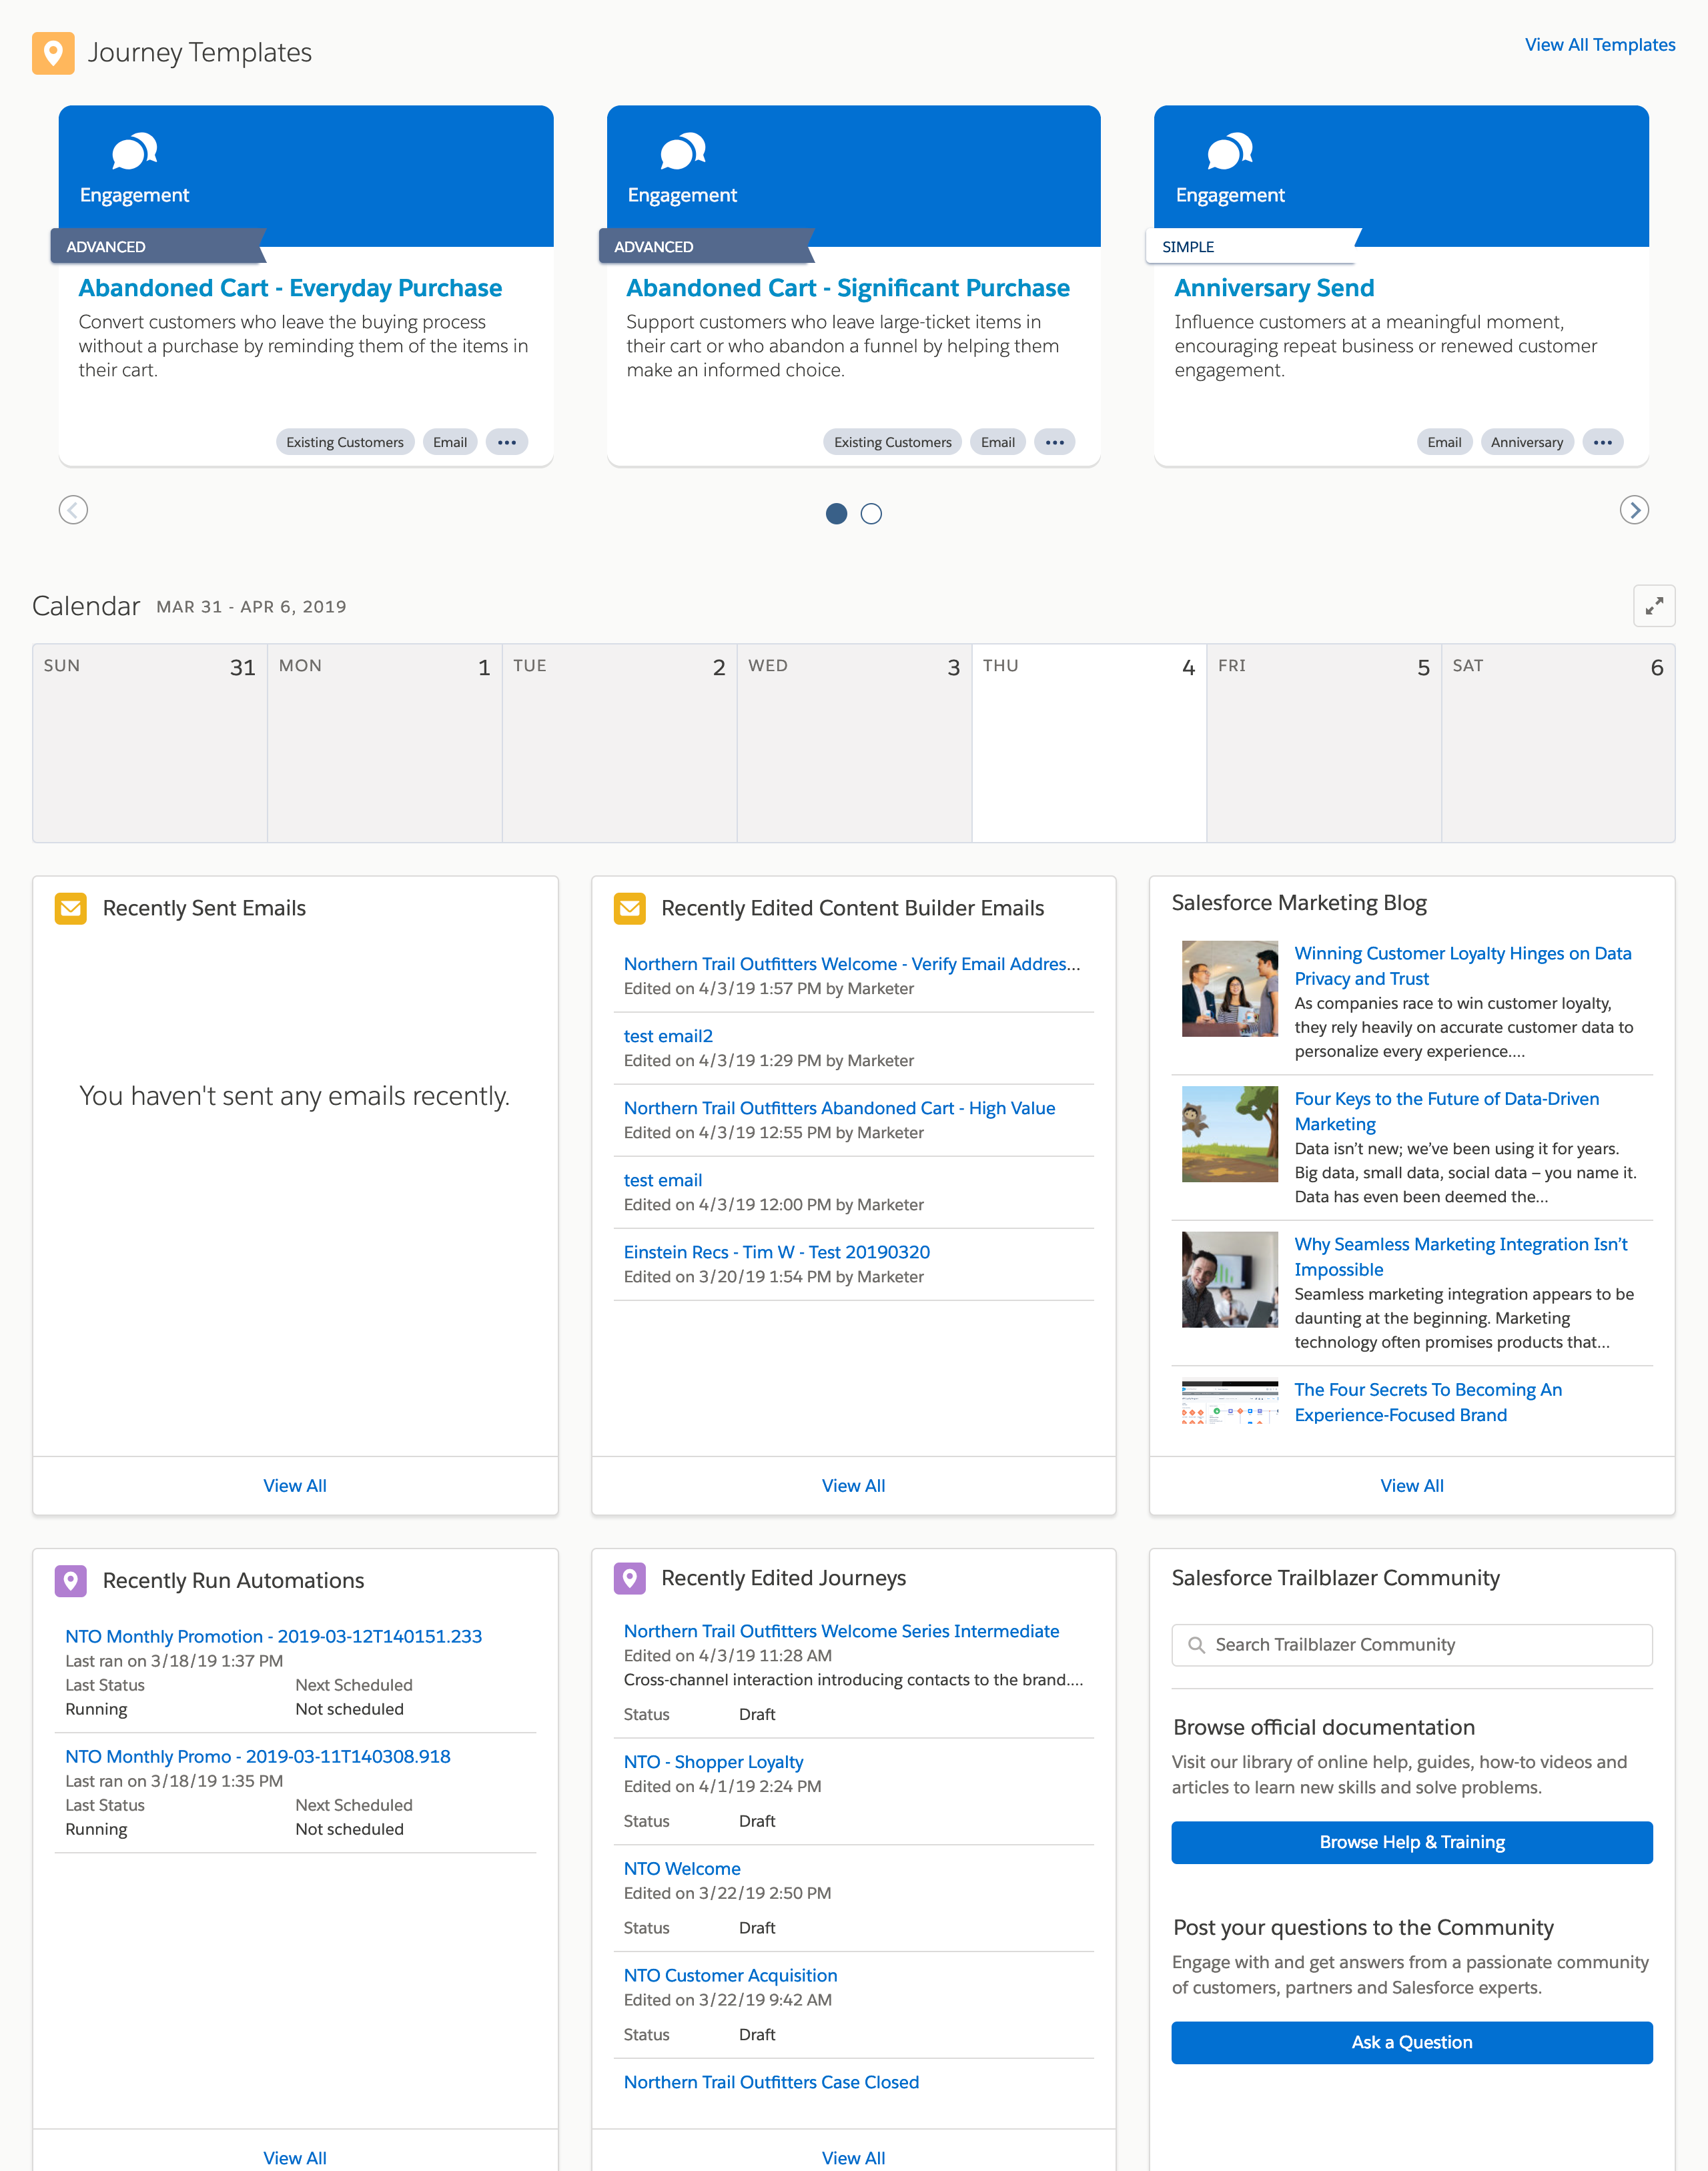 Journey Templates
View All Templates
Engagement
ADVANCED
Abandoned Cart - Everyday Purchase
Convert customers who leave the buying process
without a purchase by reminding them of the items in
their cart.
Existing Customers
Email
•••
Engagement
ADVANCED
Abandoned Cart - Significant Purchase
Support customers who leave large-ticket items in
their cart or who abandon a funnel by helping them
make an informed choice.
Existing Customers
Email
•••
Engagement
SIMPLE
Anniversary Send
Influence customers at a meaningful moment,
encouraging repeat business or renewed customer
engagement.
Email
Anniversary
•••
Calendar MAR 31 - APR 6, 2019
SUN 31
MON 1
TUE 2
WED 3
THU 4
FRI 5
SAT 6
Recently Sent Emails
You haven't sent any emails recently.
View All
Recently Edited Content Builder Emails
Northern Trail Outfitters Welcome - Verify Email Addres...
Edited on 4/3/19 1:57 PM by Marketer
test email2
Edited on 4/3/19 1:29 PM by Marketer
Northern Trail Outfitters Abandoned Cart - High Value
Edited on 4/3/19 12:55 PM by Marketer
test email
Edited on 4/3/19 12:00 PM by Marketer
Einstein Recs - Tim W - Test 20190320
Edited on 3/20/19 1:54 PM by Marketer
View All
Salesforce Marketing Blog
Winning Customer Loyalty Hinges on Data
Privacy and Trust
As companies race to win customer loyalty,
they rely heavily on accurate customer data to
personalize every experience....
Four Keys to the Future of Data-Driven
Marketing
Data isn’t new; we’ve been using it for years.
Big data, small data, social data – you name it.
Data has even been deemed the...
Why Seamless Marketing Integration Isn’t
Impossible
Seamless marketing integration appears to be
daunting at the beginning. Marketing
technology often promises products that...
The Four Secrets To Becoming An
Experience-Focused Brand
View All
Recently Run Automations
NTO Monthly Promotion - 2019-03-12T140151.233
Last ran on 3/18/19 1:37 PM
Last Status Next Scheduled
Running Not scheduled
NTO Monthly Promo - 2019-03-11T140308.918
Last ran on 3/18/19 1:35 PM
Last Status Next Scheduled
Running Not scheduled
View All
Recently Edited Journeys
Northern Trail Outfitters Welcome Series Intermediate
Edited on 4/3/19 11:28 AM
Cross-channel interaction introducing contacts to the brand....
Status Draft
NTO - Shopper Loyalty
Edited on 4/1/19 2:24 PM
Status Draft
NTO Welcome
Edited on 3/22/19 2:50 PM
Status Draft
NTO Customer Acquisition
Edited on 3/22/19 9:42 AM
Status Draft
Northern Trail Outfitters Case Closed
View All
Salesforce Trailblazer Community
Search Trailblazer Community
Browse official documentation
Visit our library of online help, guides, how-to videos and
articles to learn new skills and solve problems.
Browse Help & Training
Post your questions to the Community
Engage with and get answers from a passionate community
of customers, partners and Salesforce experts.
Ask a Question